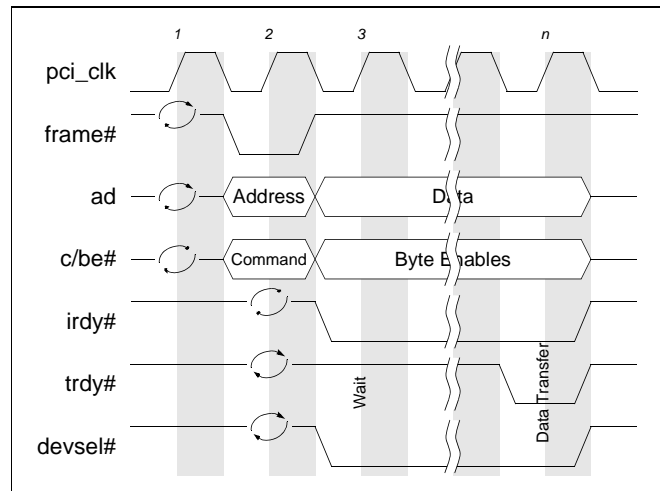 1 2 3 n
pci_clk
frame#
ad Address Data
c/be# Command Byte Enables
irdy#
trdy#
Wait
Data Transfer
devsel#